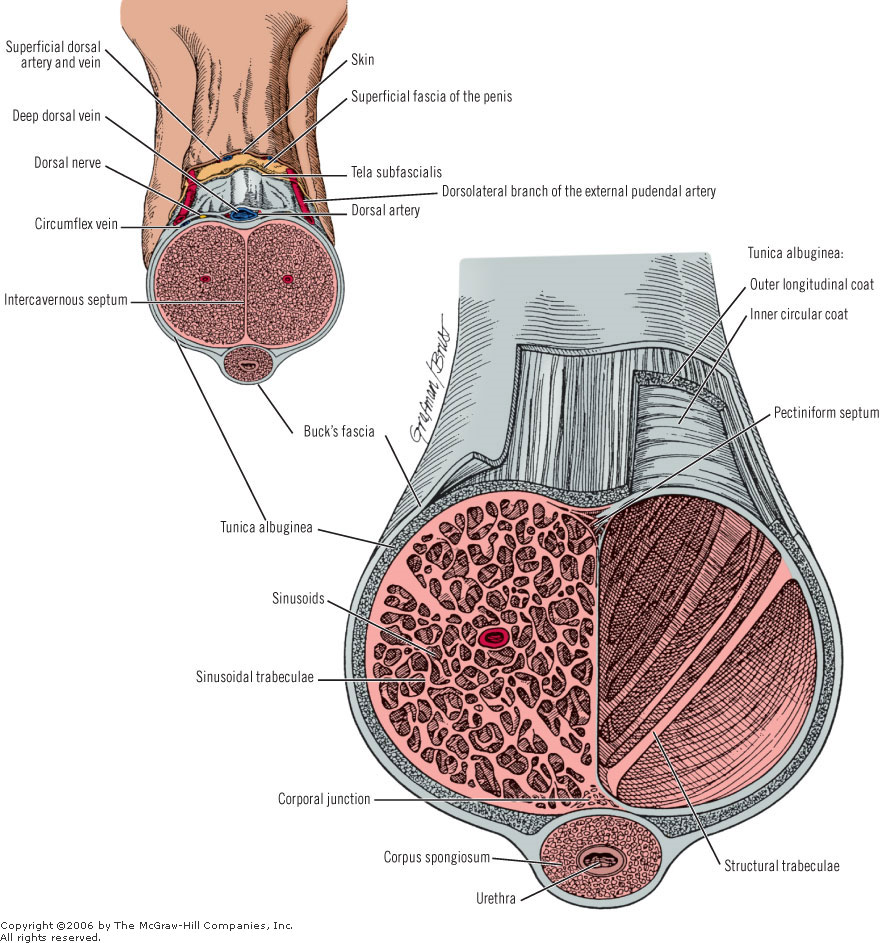 Superficial dorsal
artery and vein
Deep dorsal vein
Dorsal nerve
Circumflex vein
Intercavernous septum
Skin
Superficial fascia of the penis
Tela subfascialis
Dorsolateral branch of the external pudendal artery
Dorsal artery
Tunica albuginea:
Outer longitudinal coat
Inner circular coat
Pectiniform septum
Buck's fascia
Tunica albuginea
Sinusoids
Sinusoidal trabeculae
Corporal junction
Corpus spongiosum
Urethra
Structural trabeculae
Copyright ©2006 by The McGraw-Hill Companies, Inc.
All rights reserved.